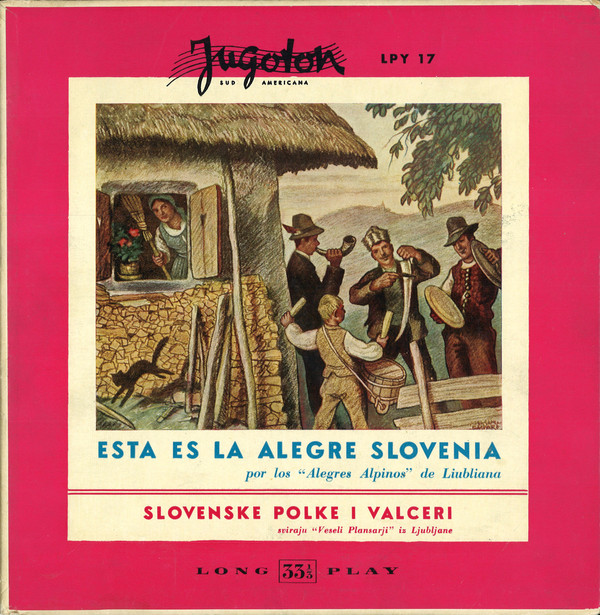 Jugoton
SUD AMERICANA
LPY 17
ESTA ES LA ALEGRE SLOVENIA
por los "Alegres Alpinos" de Liubliana
SLOVENSKE POLKE I VALCERI
sviraju "Veseli Plansarji" iz Ljubljane
LONG 33⅓ PLAY